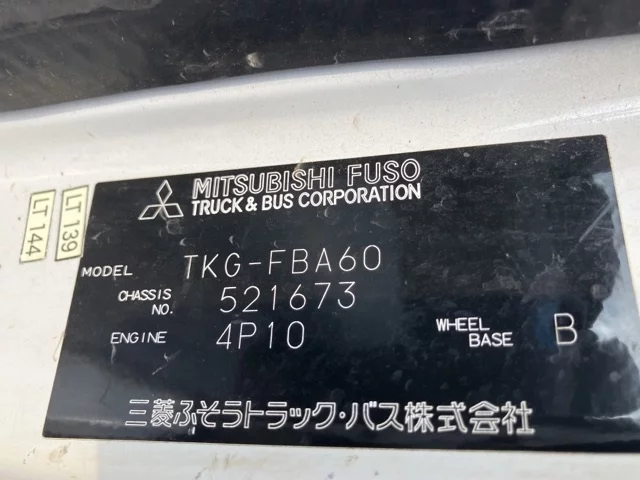 MITSUBISHI FUSO
TRUCK & BUS CORPORATION
LT 139
LT 144
MODEL TKG-FBA60
CHASSIS NO. 521673
ENGINE 4P10 WHEEL BASE B
三菱ふそうトラック・バス株式会社